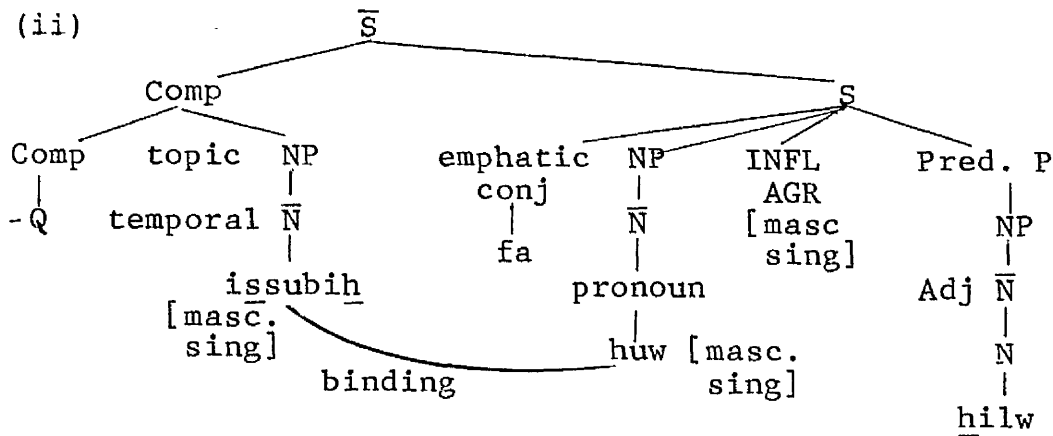 (ii) S̄
Comp S
Comp topic NP emphatic NP INFL Pred. P
conj AGR
-Q temporal N̄ N̄ [masc NP
fa sing]
issubiẖ pronoun Adj N̄
[masc.
sing] huw [masc. N
binding sing]
ẖilw